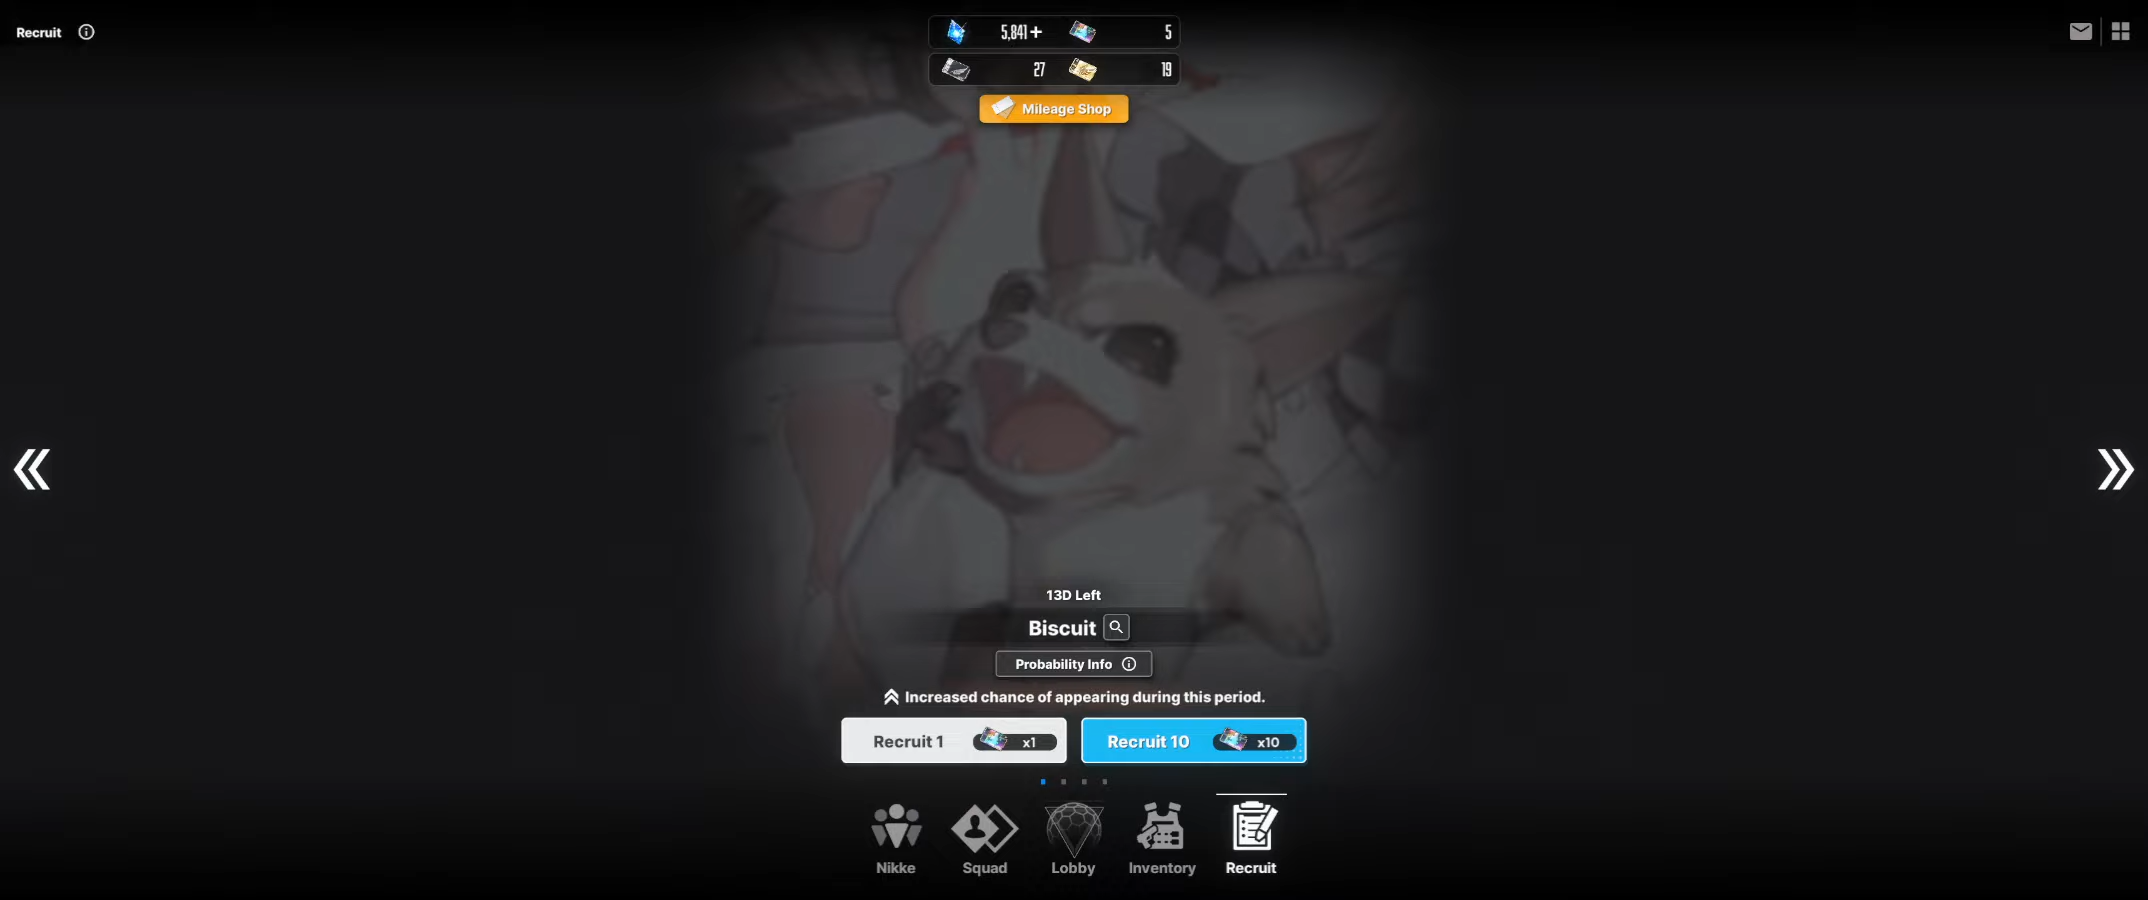 Recruit
5,841+ 5
27 19
Mileage Shop
13D Left
Biscuit
Probability Info
Increased chance of appearing during this period.
Recruit 1 x1 Recruit 10 x10
Nikke Squad Lobby Inventory Recruit